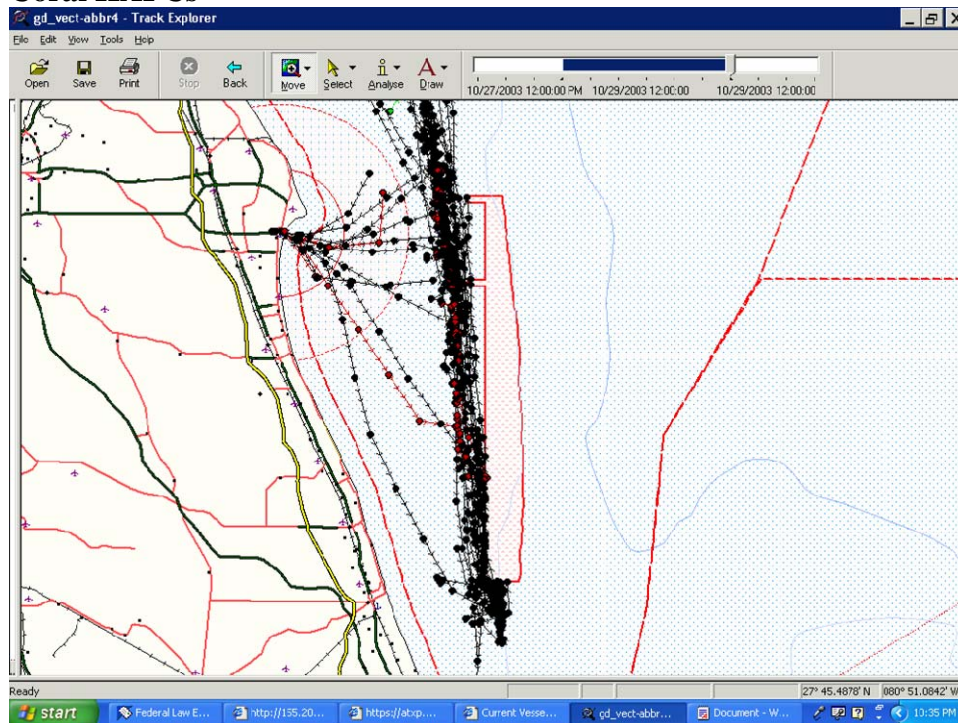 gd_vect-abbr4 - Track Explorer
File Edit View Tools Help
Open Save Print Stop Back Move Select Analyse Draw
10/27/2003 12:00:00 PM 10/29/2003 12:00:00 10/29/2003 12:00:00
Ready
27° 45.4878' N 080° 51.0842' W
start Federal Law E... http://155.20... https://atxp.... Current Vesse... gd_vect-abbr... Document - W... 10:35 PM